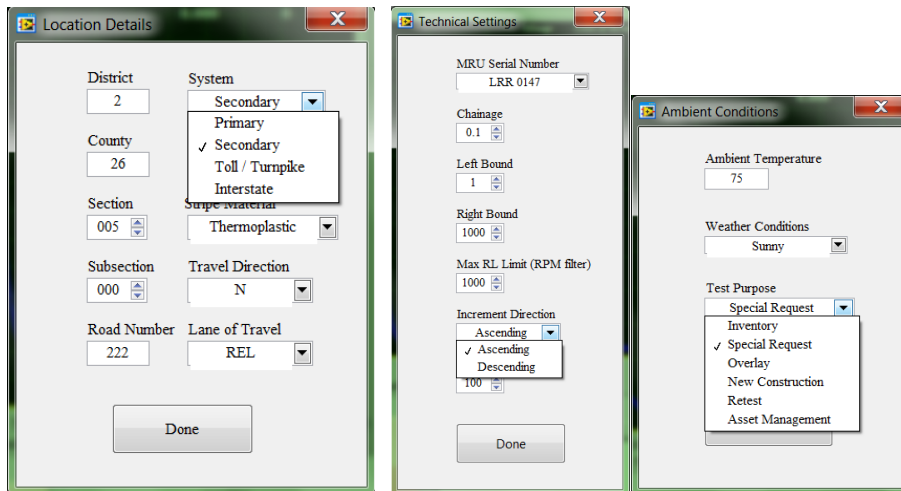 Location Details
District
System
2
Secondary
Primary
Secondary
Toll / Turnpike
Interstate
County
26
Section
Stripe Material
005
Thermoplastic
Subsection
Travel Direction
000
N
Road Number
Lane of Travel
222
REL
Done
Technical Settings
MRU Serial Number
LRR 0147
Chainage
0.1
Left Bound
1
Right Bound
1000
Max RL Limit (RPM filter)
1000
Increment Direction
Ascending
Ascending
Descending
100
Done
Ambient Conditions
Ambient Temperature
75
Weather Conditions
Sunny
Test Purpose
Special Request
Inventory
Special Request
Overlay
New Construction
Retest
Asset Management